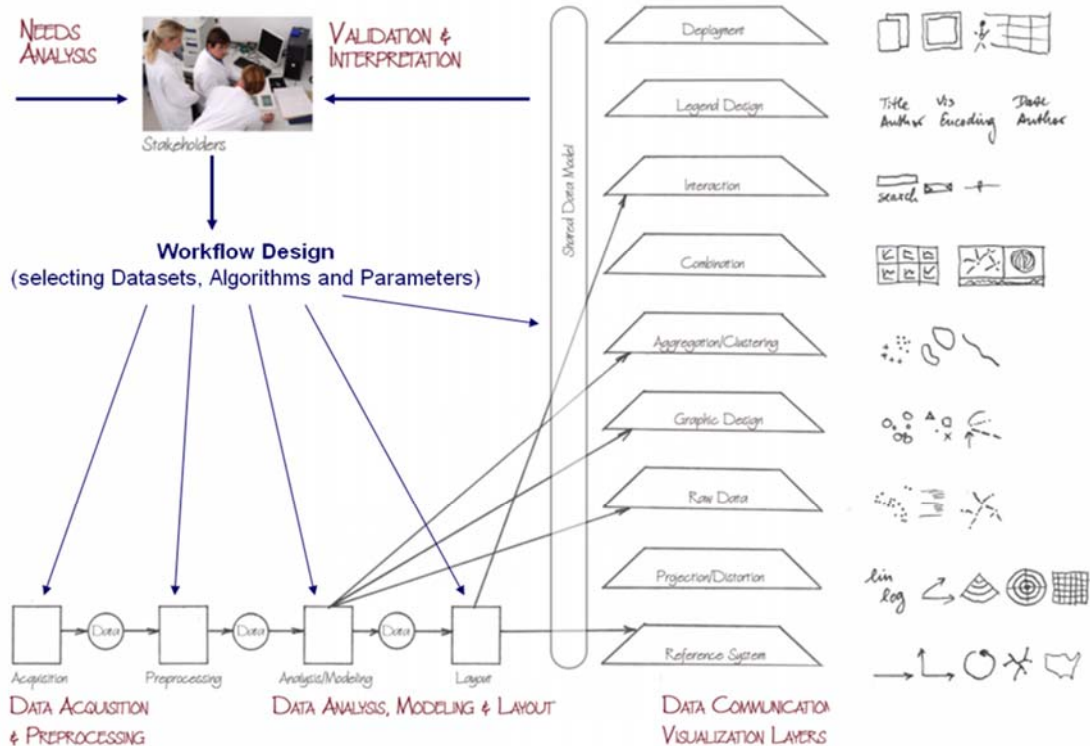 NEEDS
ANALYSIS
VALIDATION &
INTERPRETATION
Stakeholders
Workflow Design
(selecting Datasets, Algorithms and Parameters)
Data
Data
Data
Acquisition
Preprocessing
Analysis/Modeling
Layout
DATA ACQUISITION
& PREPROCESSING
DATA ANALYSIS, MODELING & LAYOUT
Shared Data Model
Deployment
Legend Design
Interaction
Combination
Aggregation/Clustering
Graphic Design
Raw Data
Projection/Distortion
Reference System
DATA COMMUNICATION
VISUALIZATION LAYERS
Title Vis Date
Author Encoding Author
search
lin
log